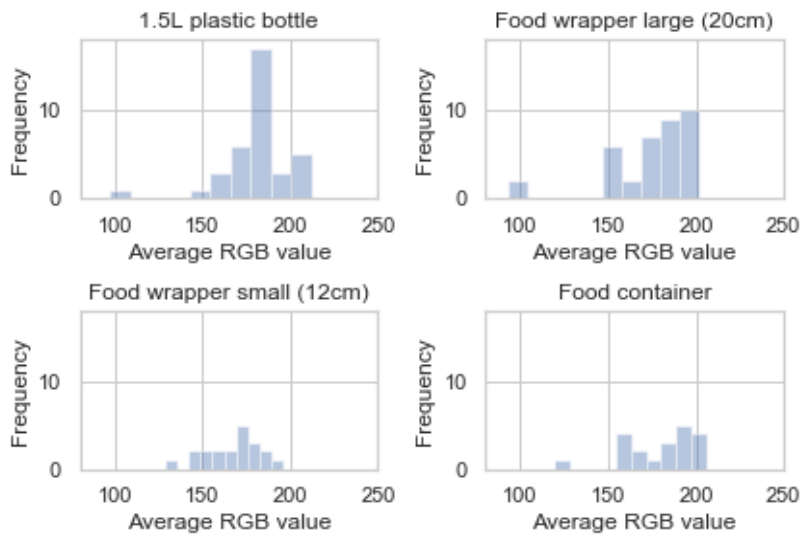 1.5L plastic bottle
Frequency
10
0
100 150 200 250
Average RGB value
Food wrapper large (20cm)
Frequency
10
0
100 150 200 250
Average RGB value
Food wrapper small (12cm)
Frequency
10
0
100 150 200 250
Average RGB value
Food container
Frequency
10
0
100 150 200 250
Average RGB value